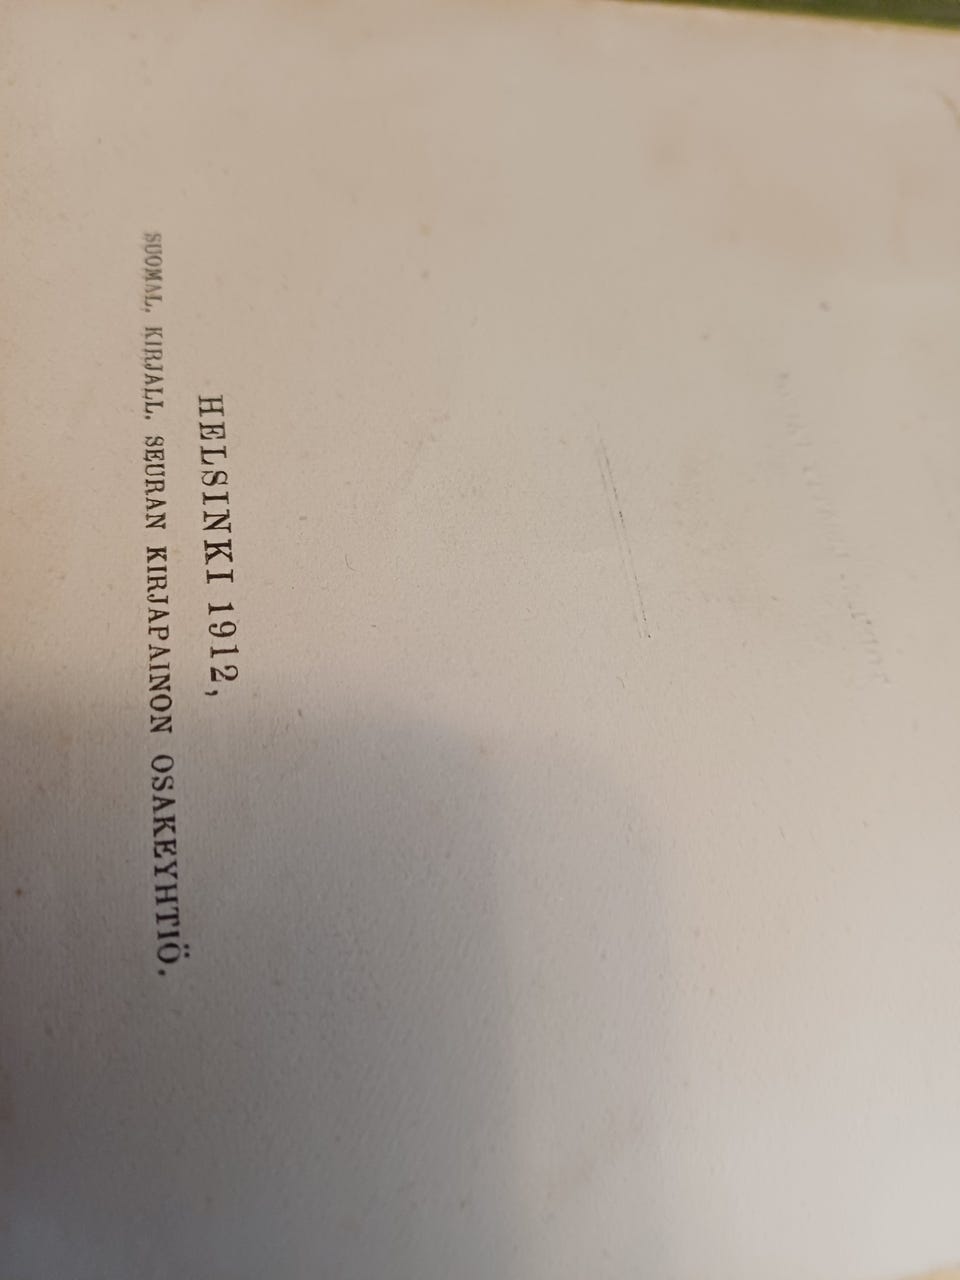 HELSINKI 1912,
SUOMAL. KIRJALL. SEURAN KIRJAPAINON OSAKEYHTIÖ.